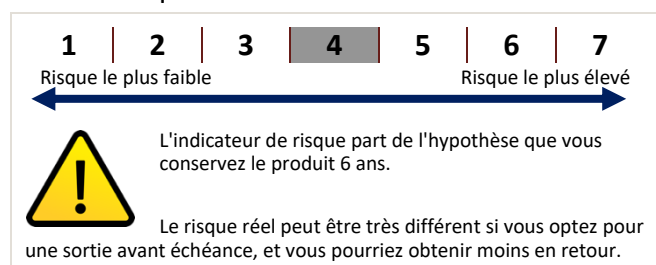 1 2 3 4 5 6 7
Risque le plus faible Risque le plus élevé
L'indicateur de risque part de l'hypothèse que vous
conservez le produit 6 ans.
Le risque réel peut être très différent si vous optez pour
une sortie avant échéance, et vous pourriez obtenir moins en retour.